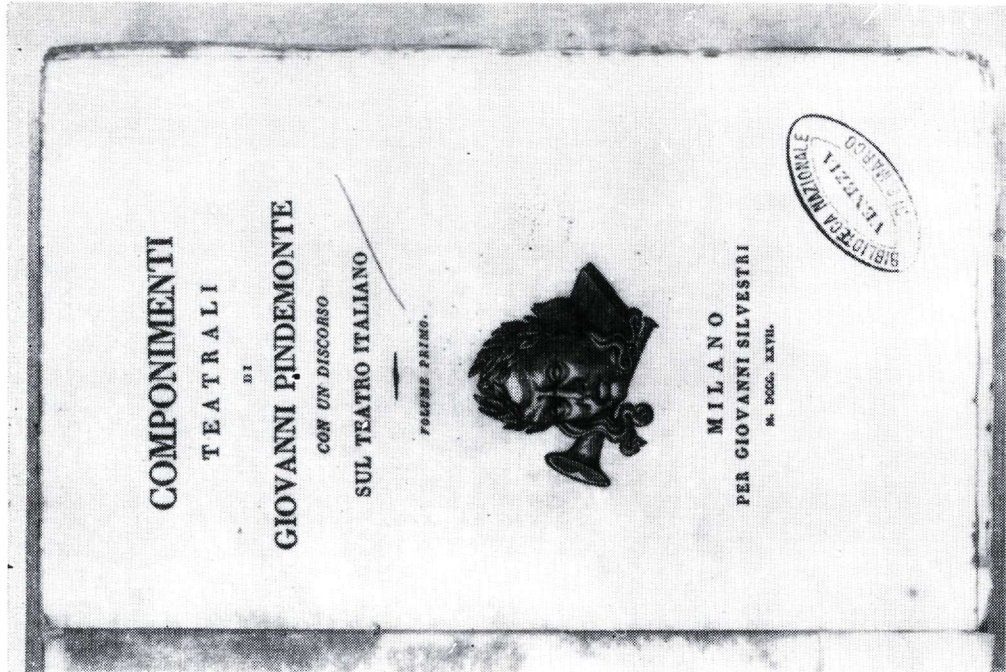 COMPONIMENTI
TEATRALI
DI
GIOVANNI PINDEMONTE
CON UN DISCORSO
SUL TEATRO ITALIANO
VOLUME PRIMO.
MILANO
PER GIOVANNI SILVESTRI
M. DCCC. XXVII.
BIBLIOTECA NAZIONALE
VENEZIA
MARCO